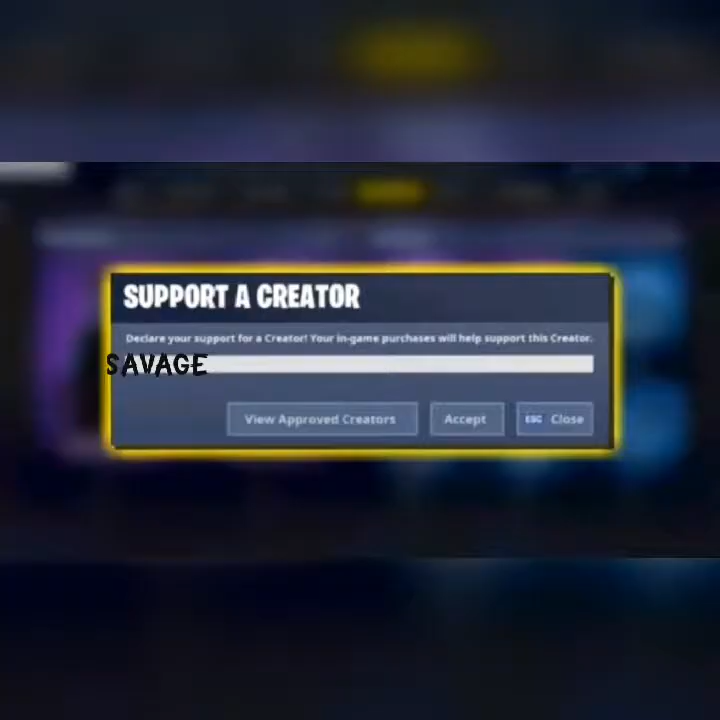 SUPPORT A CREATOR
Declare your support for a Creator! Your in-game purchases will help support this Creator.
SAVAGE
View Approved Creators
Accept
ESC Close